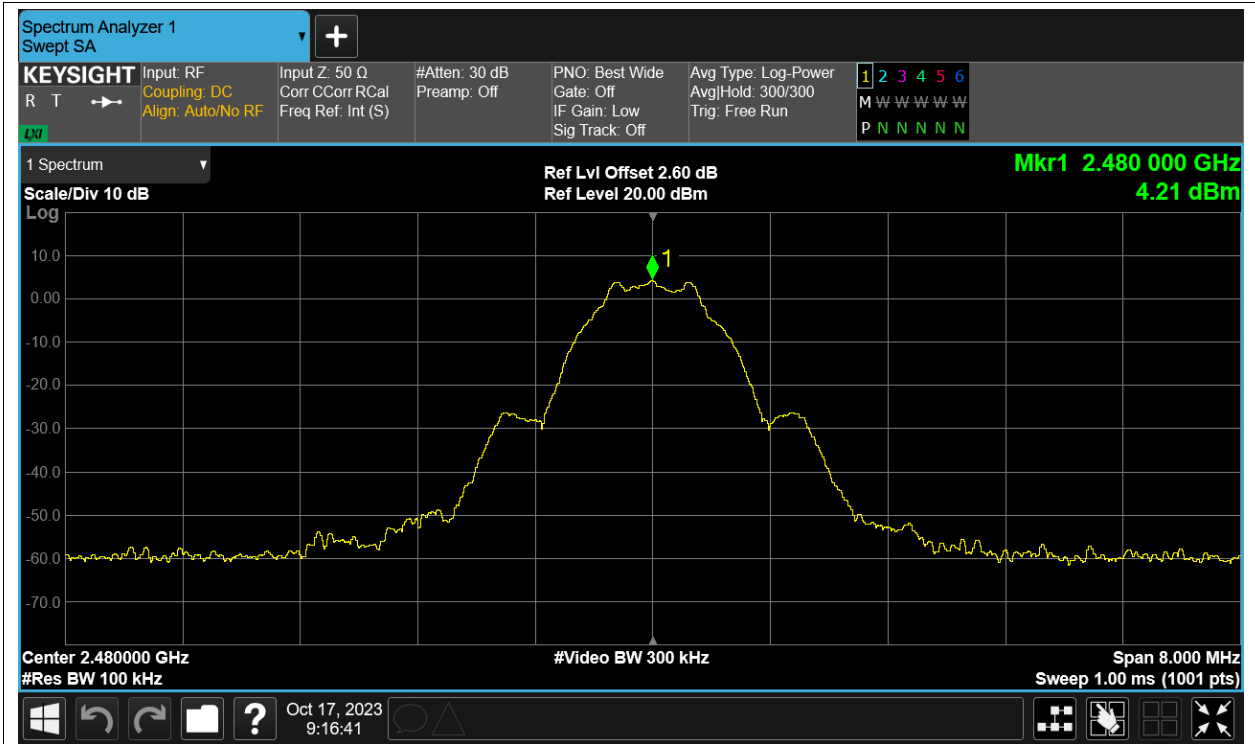 Spectrum Analyzer 1
Swept SA
+
KEYSIGHT
R T
LXI
Input: RF
Coupling: DC
Align: Auto/No RF
Input Z: 50 Ω
Corr CCorr RCal
Freq Ref: Int (S)
#Atten: 30 dB
Preamp: Off
PNO: Best Wide
Gate: Off
IF Gain: Low
Sig Track: Off
Avg Type: Log-Power
Avg|Hold: 300/300
Trig: Free Run
1 2 3 4 5 6
M W W W W W
P N N N N N
1 Spectrum
Scale/Div 10 dB
Log
Ref Lvl Offset 2.60 dB
Ref Level 20.00 dBm
Mkr1 2.480 000 GHz
4.21 dBm
1
10.0
0.00
-10.0
-20.0
-30.0
-40.0
-50.0
-60.0
-70.0
Center 2.480000 GHz
#Res BW 100 kHz
#Video BW 300 kHz
Span 8.000 MHz
Sweep 1.00 ms (1001 pts)
?
Oct 17, 2023
9:16:41